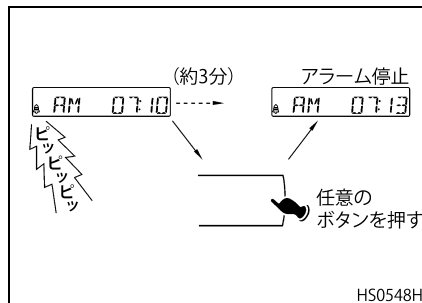 (約3分)
アラーム停止
AM 07:10
AM 07:13
ピッピッピッ
任意の
ボタンを押す
HS0548H